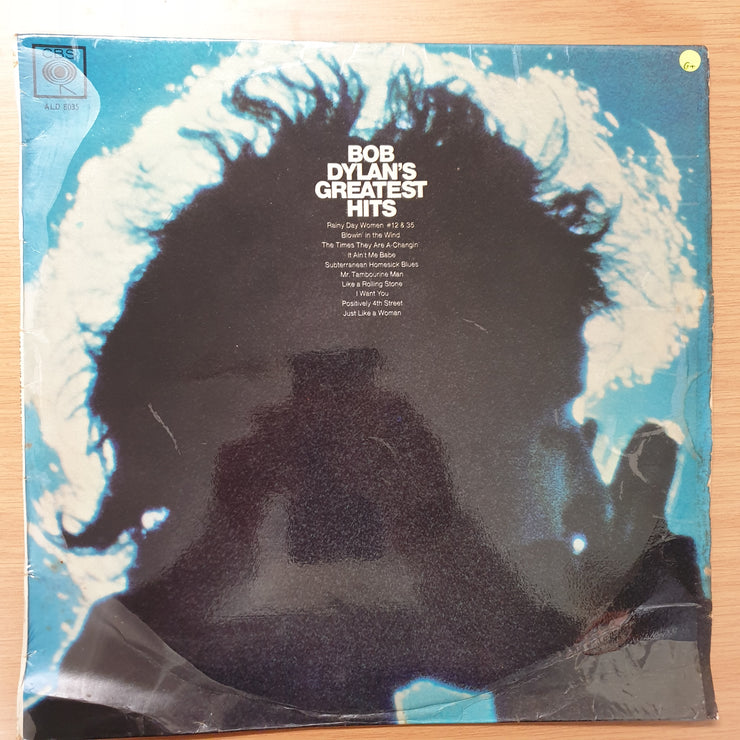 CBS
ALD 8035
G+
BOB
DYLAN'S
GREATEST
HITS
Rainy Day Women #12 & 35
Blowin' in the Wind
The Times They Are A-Changin'
It Ain't Me Babe
Subterranean Homesick Blues
Mr. Tambourine Man
Like a Rolling Stone
I Want You
Positively 4th Street
Just Like a Woman